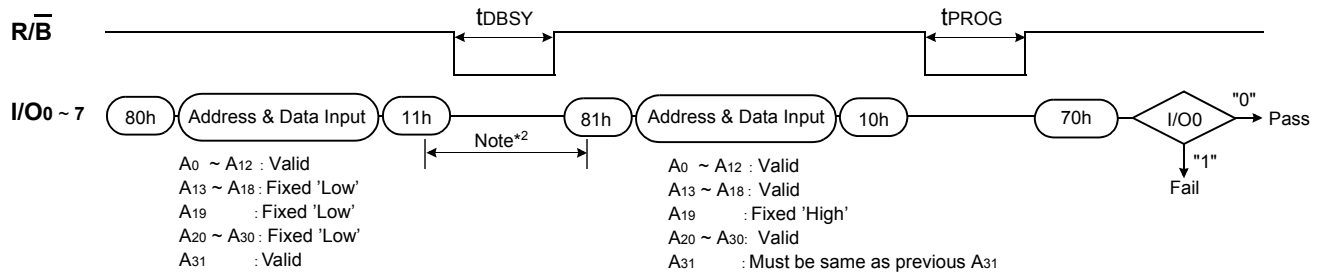 tDBSY tPROG
R/B
I/O0 ~ 7 80h Address & Data Input 11h 81h Address & Data Input 10h 70h I/O0 "0" Pass
Note*2 "1"
Fail
A0 ~ A12 : Valid
A13 ~ A18 : Fixed 'Low'
A19 : Fixed 'Low'
A20 ~ A30 : Fixed 'Low'
A31 : Valid
A0 ~ A12 : Valid
A13 ~ A18 : Valid
A19 : Fixed 'High'
A20 ~ A30: Valid
A31 : Must be same as previous A31